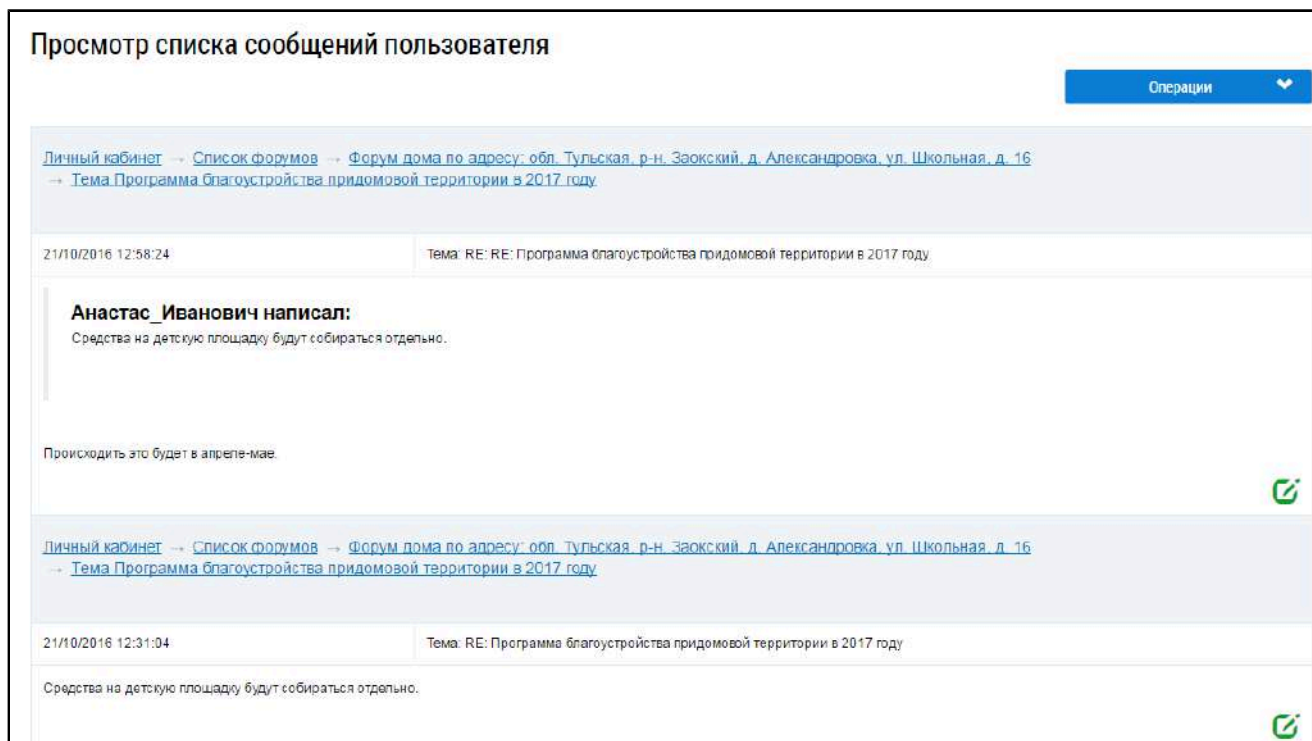 Просмотр списка сообщений пользователя
Операции
Личный кабинет → Список форумов → Форум дома по адресу: обл. Тульская, р-н. Заокский, д. Александровка, ул. Школьная, д. 16
→ Тема Программа благоустройства придомовой территории в 2017 году
21/10/2016 12:58:24 Тема: RE: RE: Программа благоустройства придомовой территории в 2017 году
Анастас_Иванович написал:
Средства на детскую площадку будут собираться отдельно.
Происходить это будет в апреле-мае.
Личный кабинет → Список форумов → Форум дома по адресу: обл. Тульская, р-н. Заокский, д. Александровка, ул. Школьная, д. 16
→ Тема Программа благоустройства придомовой территории в 2017 году
21/10/2016 12:31:04 Тема: RE: Программа благоустройства придомовой территории в 2017 году
Средства на детскую площадку будут собираться отдельно.